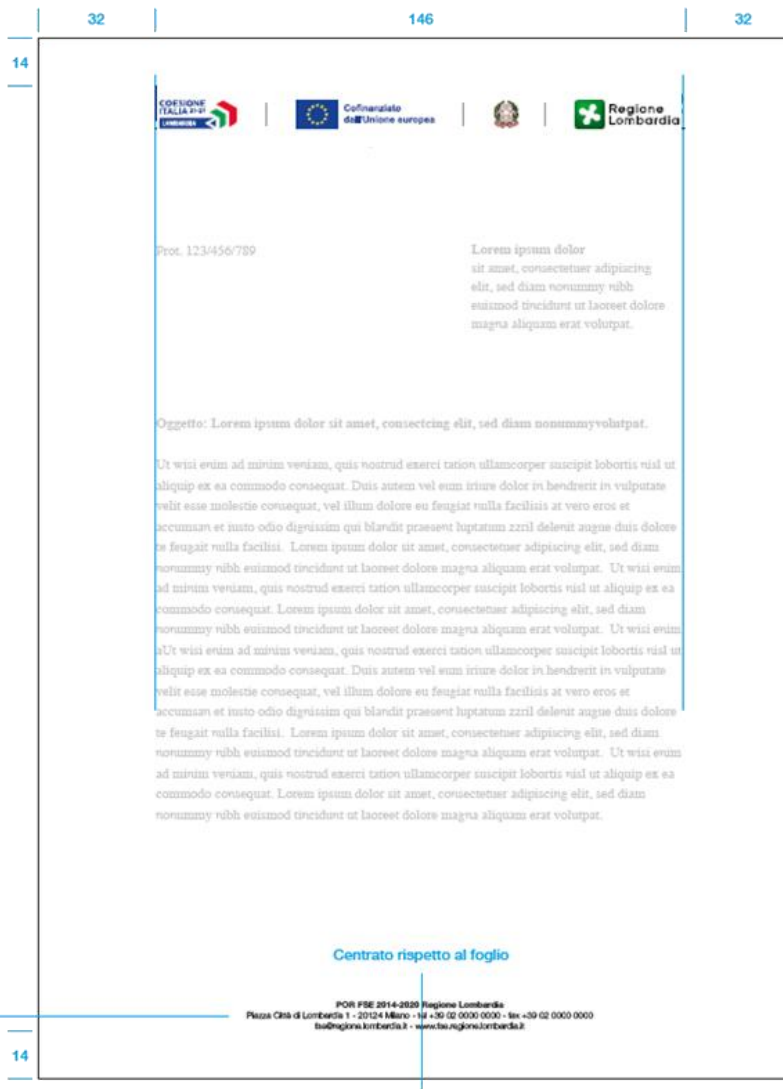 32 146 32
14
COESIONE
ITALIA 21-27
LOMBARDIA
Cofinanziato
dall'Unione europea
Regione
Lombardia
Prot. 123/456/789
Lorem ipsum dolor
sit amet, consectetuer adipiscing
elit, sed diam nonummy nibh
euismod tincidunt ut laoreet dolore
magna aliquam erat volutpat.
Oggetto: Lorem ipsum dolor sit amet, consectcing elit, sed diam nonummyvolutpat.
Ut wisi enim ad minim veniam, quis nostrud exerci tation ullamcorper suscipit lobortis nisl ut
aliquip ex ea commodo consequat. Duis autem vel eum iriure dolor in hendrerit in vulputate
velit esse molestie consequat, vel illum dolore eu feugiat nulla facilisis at vero eros et
accumsan et iusto odio dignissim qui blandit praesent luptatum zzril delenit augue duis dolore
te feugait nulla facilisi. Lorem ipsum dolor sit amet, consectetuer adipiscing elit, sed diam
nonummy nibh euismod tincidunt ut laoreet dolore magna aliquam erat volutpat. Ut wisi enim
ad minim veniam, quis nostrud exerci tation ullamcorper suscipit lobortis nisl ut aliquip ex ea
commodo consequat. Lorem ipsum dolor sit amet, consectetuer adipiscing elit, sed diam
nonummy nibh euismod tincidunt ut laoreet dolore magna aliquam erat volutpat. Ut wisi enim
aUt wisi enim ad minim veniam, quis nostrud exerci tation ullamcorper suscipit lobortis nisl ut
aliquip ex ea commodo consequat. Duis autem vel eum iriure dolor in hendrerit in vulputate
velit esse molestie consequat, vel illum dolore eu feugiat nulla facilisis at vero eros et
accumsan et iusto odio dignissim qui blandit praesent luptatum zzril delenit augue duis dolore
te feugait nulla facilisi. Lorem ipsum dolor sit amet, consectetuer adipiscing elit, sed diam
nonummy nibh euismod tincidunt ut laoreet dolore magna aliquam erat volutpat. Ut wisi enim
ad minim veniam, quis nostrud exerci tation ullamcorper suscipit lobortis nisl ut aliquip ex ea
commodo consequat. Lorem ipsum dolor sit amet, consectetuer adipiscing elit, sed diam
nonummy nibh euismod tincidunt ut laoreet dolore magna aliquam erat volutpat.
Centrato rispetto al foglio
POR FSE 2014-2020 Regione Lombardia
Piazza Città di Lombardia 1 - 20124 Milano - tel +39 02 0000 0000 - fax +39 02 0000 0000
fse@regione.lombardia.it - www.fse.regione.lombardia.it
14